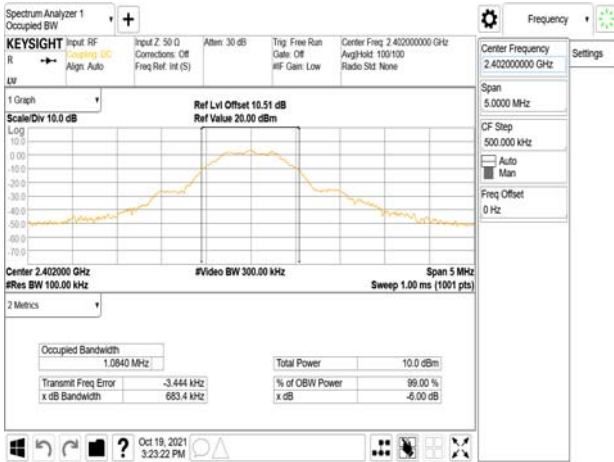 Spectrum Analyzer 1
Occupied BW
+
Frequency
KEYSIGHT
R
LXI
Input: RF
Coupling: DC
Align: Auto
Input Z: 50 Ω
Corrections: Off
Freq Ref: Int (S)
Atten: 30 dB
Trig: Free Run
Gate: Off
#IF Gain: Low
Center Freq: 2.402000000 GHz
Avg|Hold: 100/100
Radio Std: None
Center Frequency
2.402000000 GHz
Settings
Span
5.0000 MHz
CF Step
500.000 kHz
Auto
Man
Freq Offset
0 Hz
1 Graph
Scale/Div 10.0 dB
Ref Lvl Offset 10.51 dB
Ref Value 20.00 dBm
Log
10.0
0.00
-10.0
-20.0
-30.0
-40.0
-50.0
-60.0
-70.0
Center 2.402000 GHz
#Res BW 100.00 kHz
#Video BW 300.00 kHz
Span 5 MHz
Sweep 1.00 ms (1001 pts)
2 Metrics
Occupied Bandwidth
1.0840 MHz
Total Power 10.0 dBm
Transmit Freq Error -3.444 kHz
% of OBW Power 99.00 %
x dB Bandwidth 683.4 kHz
x dB -6.00 dB
?
Oct 19, 2021
3:23:22 PM